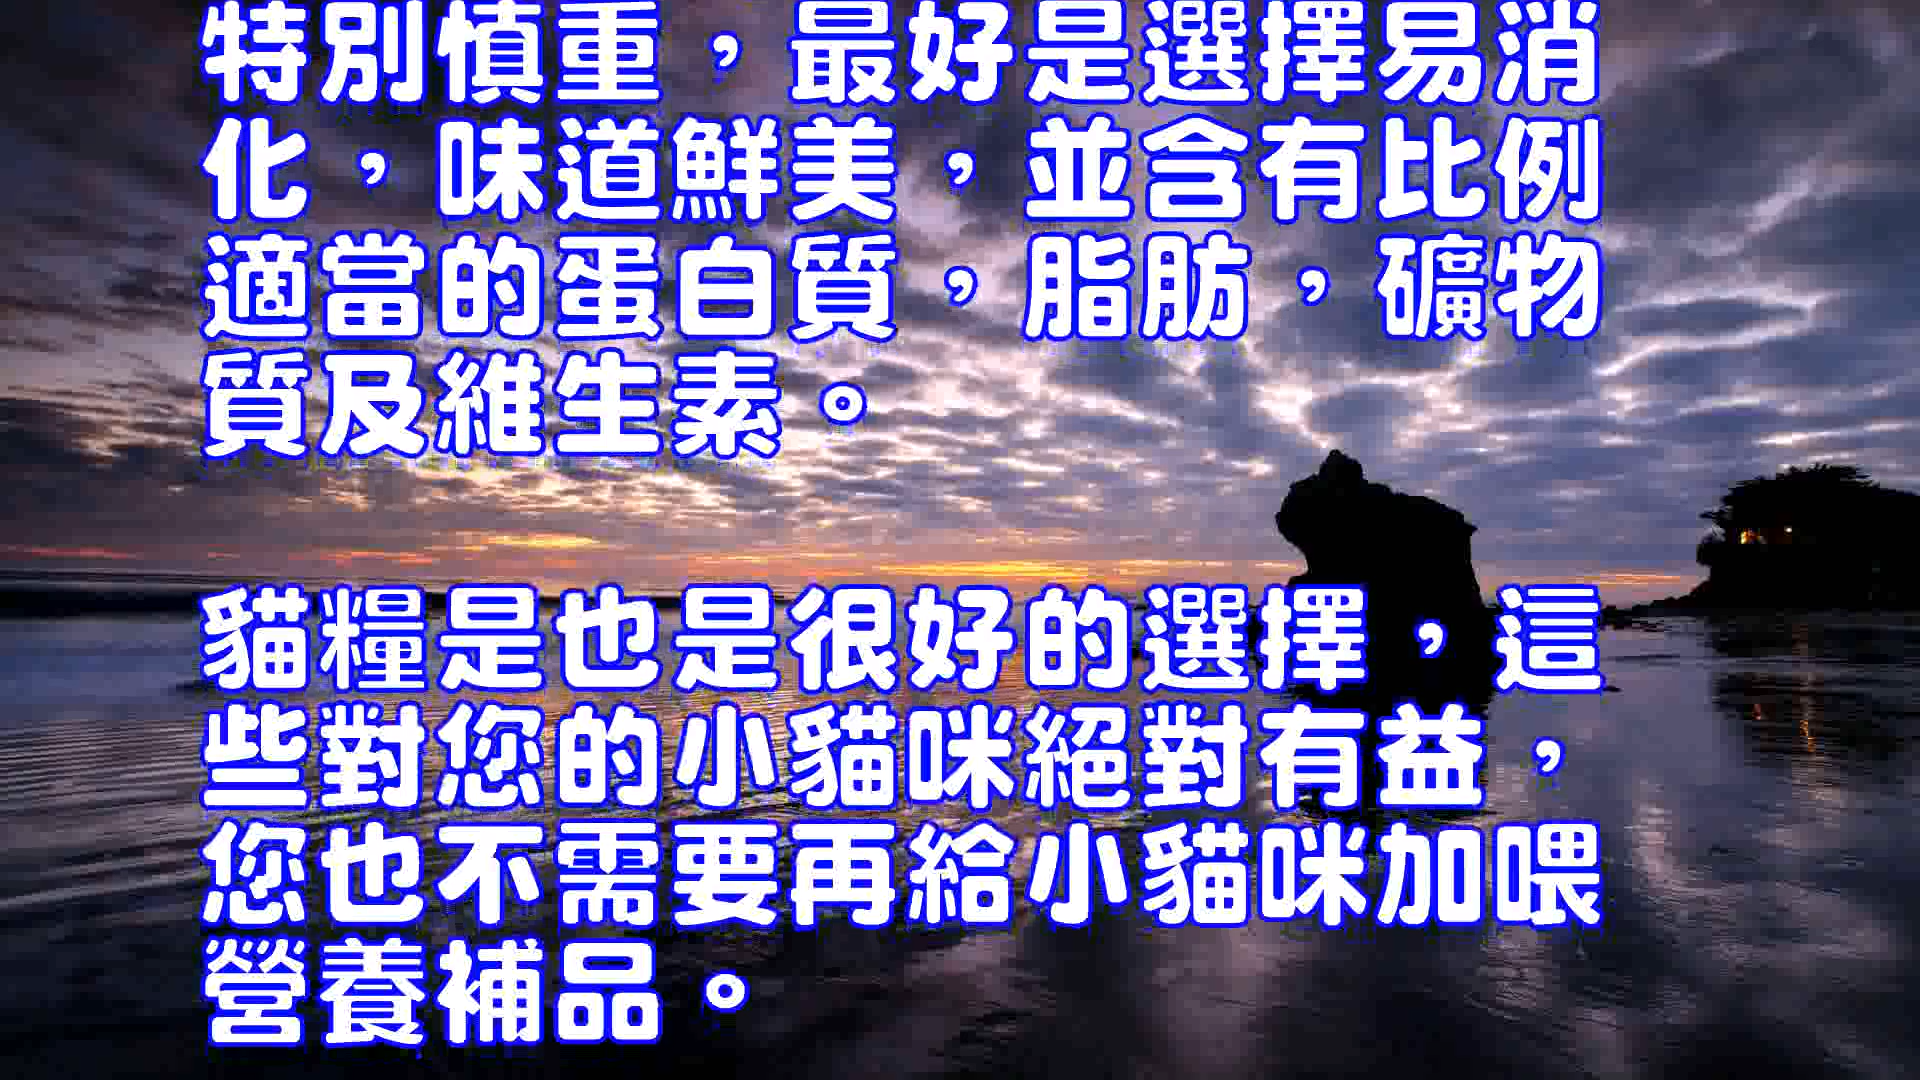 特別慎重，最好是選擇易消
化，味道鮮美，並含有比例
適當的蛋白質，脂肪，礦物
質及維生素。
貓糧是也是很好的選擇，這
些對您的小貓咪絕對有益，
您也不需要再給小貓咪加喂
營養補品。